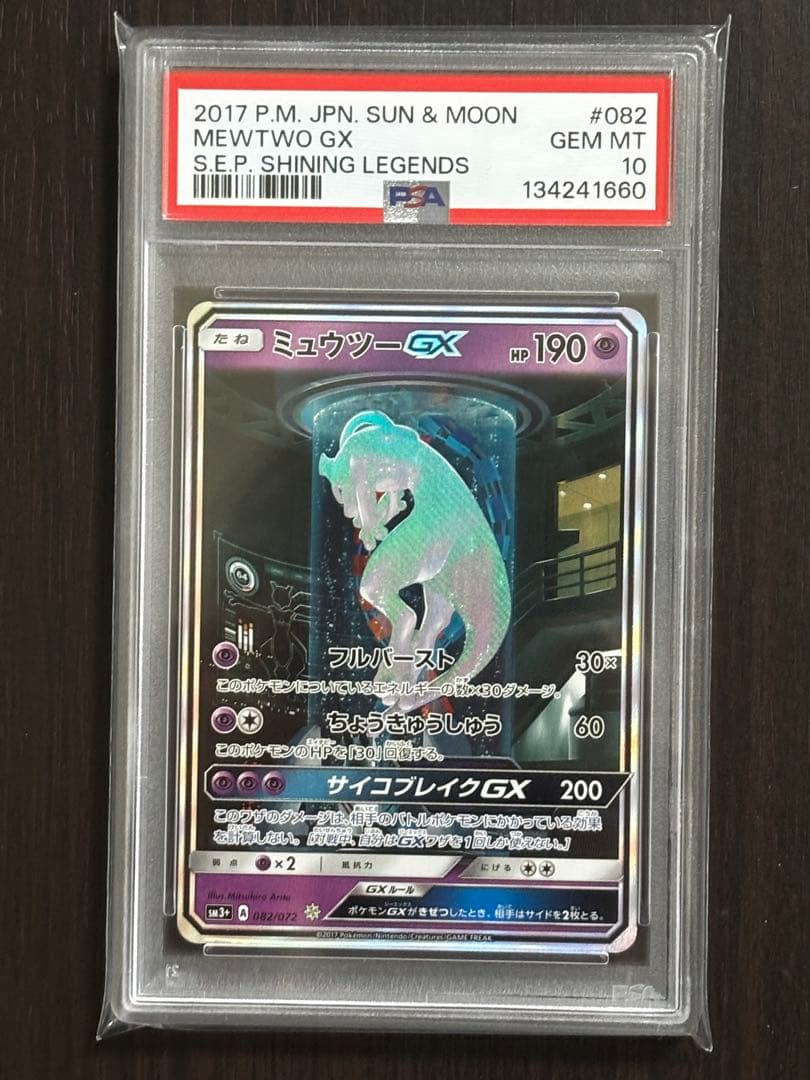 2017 P.M. JPN. SUN & MOON #082
MEWTWO GX GEM MT
S.E.P. SHINING LEGENDS 10
PSA 134241660
たね ミュウツーGX HP 190
64
フルバースト 30×
このポケモンについているエネルギーの数×30ダメージ。
ちょうきゅうしゅう 60
このポケモンのHPを「30」回復する。
サイコブレイクGX 200
このワザのダメージは、相手のバトルポケモンにかかっている効果
を計算しない。[対戦中、自分はGXワザを1回しか使えない。]
弱点 ×2 抵抗力 にげる
Illus. Mitsuhiro Arita
GXルール
SM3+ A 082/072 ポケモンGXがきぜつしたとき、相手はサイドを2枚とる。
©2017 Pokémon/Nintendo/Creatures/GAME FREAK.
PSA